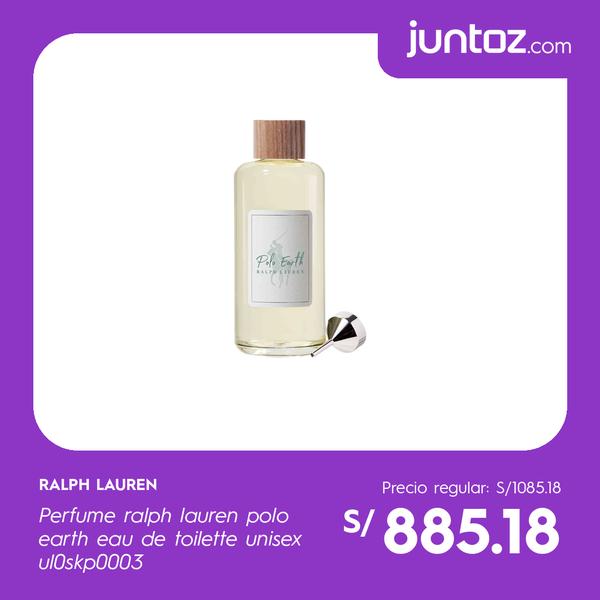 juntoz.com
Polo Earth
RALPH LAUREN
RALPH LAUREN
Perfume ralph lauren polo
earth eau de toilette unisex
ul0skp0003
Precio regular: S/1085.18
S/ 885.18